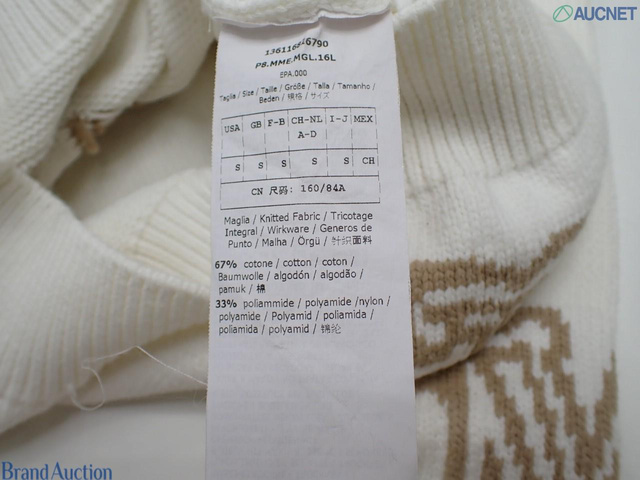 AUCNET
P8.MME.MGL.16L
EPA.000
Taglia / Size / Taille / Größe / Talla / Tamanho /
Beden / 規格 / サイズ
USA GB F-B CH-NL I-J MEX
A-D
S S S S S CH
CN 尺码: 160/84A
Maglia / Knitted Fabric / Tricotage
Integral / Wirkware / Generos de
Punto / Malha / Örgü / 针织面料
67% cotone / cotton / coton /
Baumwolle / algodón / algodão /
pamuk / 棉
33% poliammide / polyamide /nylon /
polyamide / Polyamid / poliamida /
poliamida / polyamid / 锦纶
Brand Auction